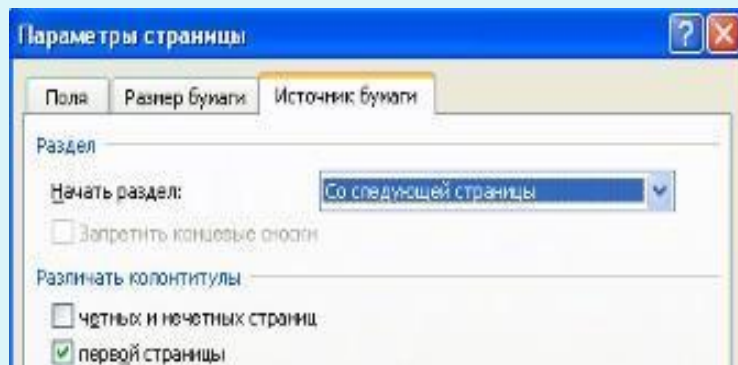 Параметры страницы
Поля Размер бумаги Источник бумаги
Раздел
Начать раздел: Со следующей страницы
Запретить концевые сноски
Различать колонтитулы
четных и нечетных страниц
первой страницы